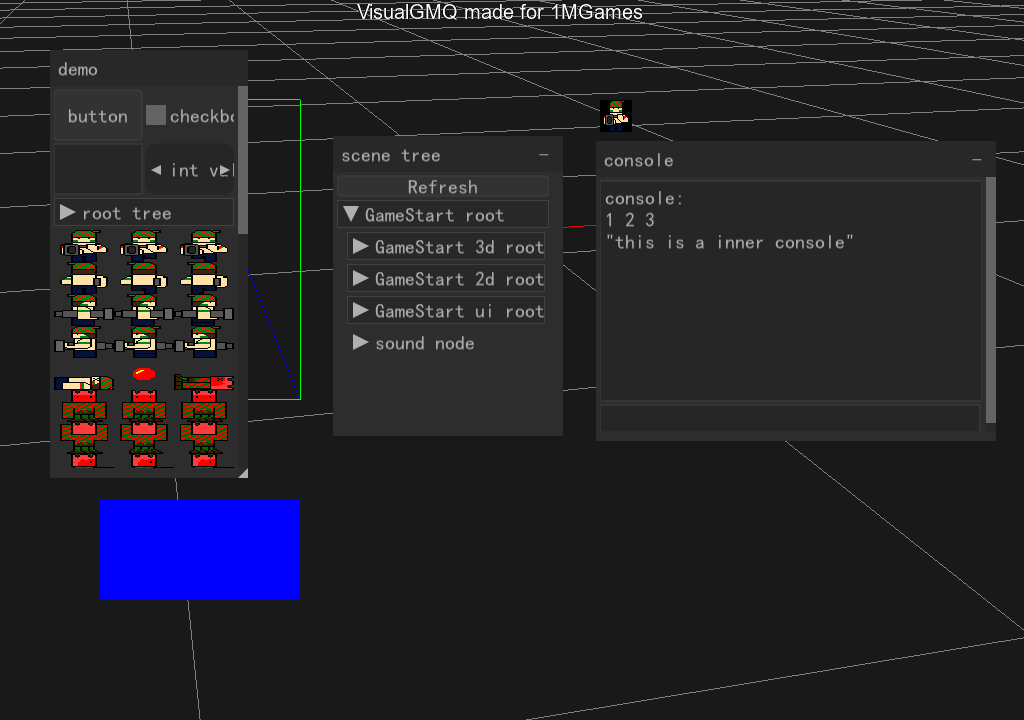 VisualGMQ made for 1MGames
demo
button
checkbo
int v
root tree
scene tree
Refresh
GameStart root
GameStart 3d root
GameStart 2d root
GameStart ui root
sound node
console
console:
1 2 3
"this is a inner console"